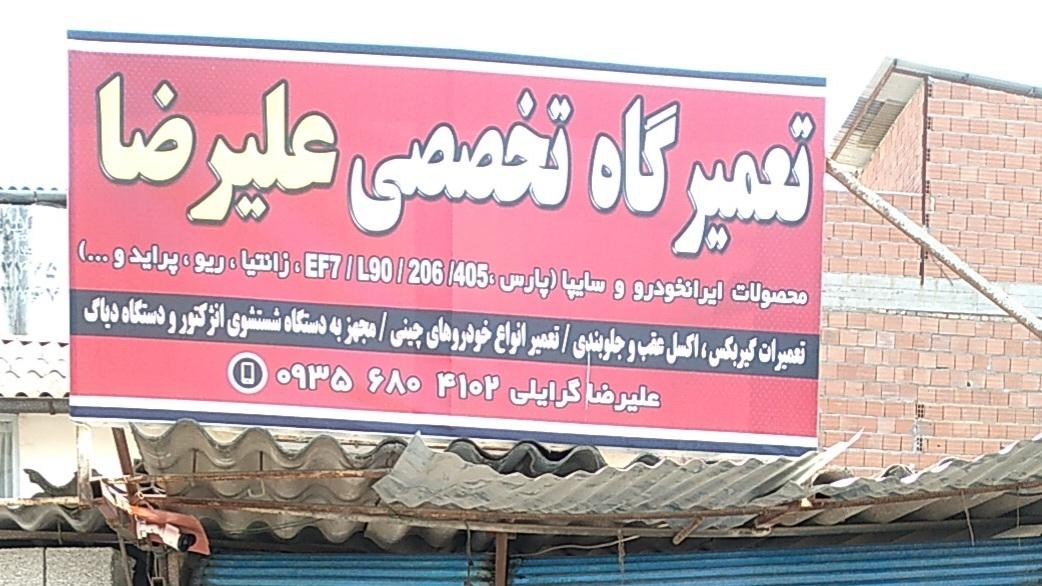 تعمیرگاه تخصصی علیرضا
محصولات ایرانخودرو و سایپا (پارس ،405/ 206 / L90 / EF7 ، زانتیا ، ریو ، پراید و ...)
تعمیرات گیربکس ، اکسل عقب و جلوبندی / تعمیر انواع خودروهای چینی / مجهز به دستگاه شستشوی انژکتور و دستگاه دیاگ
علیرضا گرایلی ۰۹۳۵ ۶۸۰ ۴۱۰۲